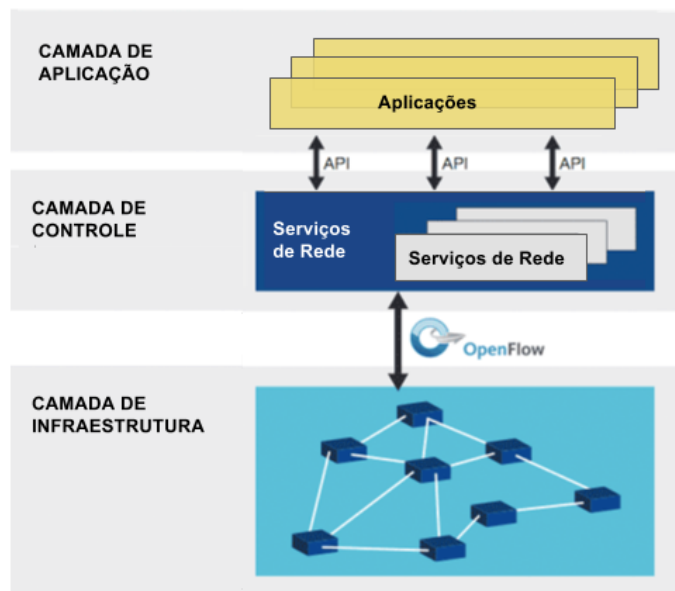 CAMADA DE
APLICAÇÃO
Aplicações
API
API
API
CAMADA DE
CONTROLE
Serviços
de Rede
Serviços de Rede
OpenFlow
CAMADA DE
INFRAESTRUTURA